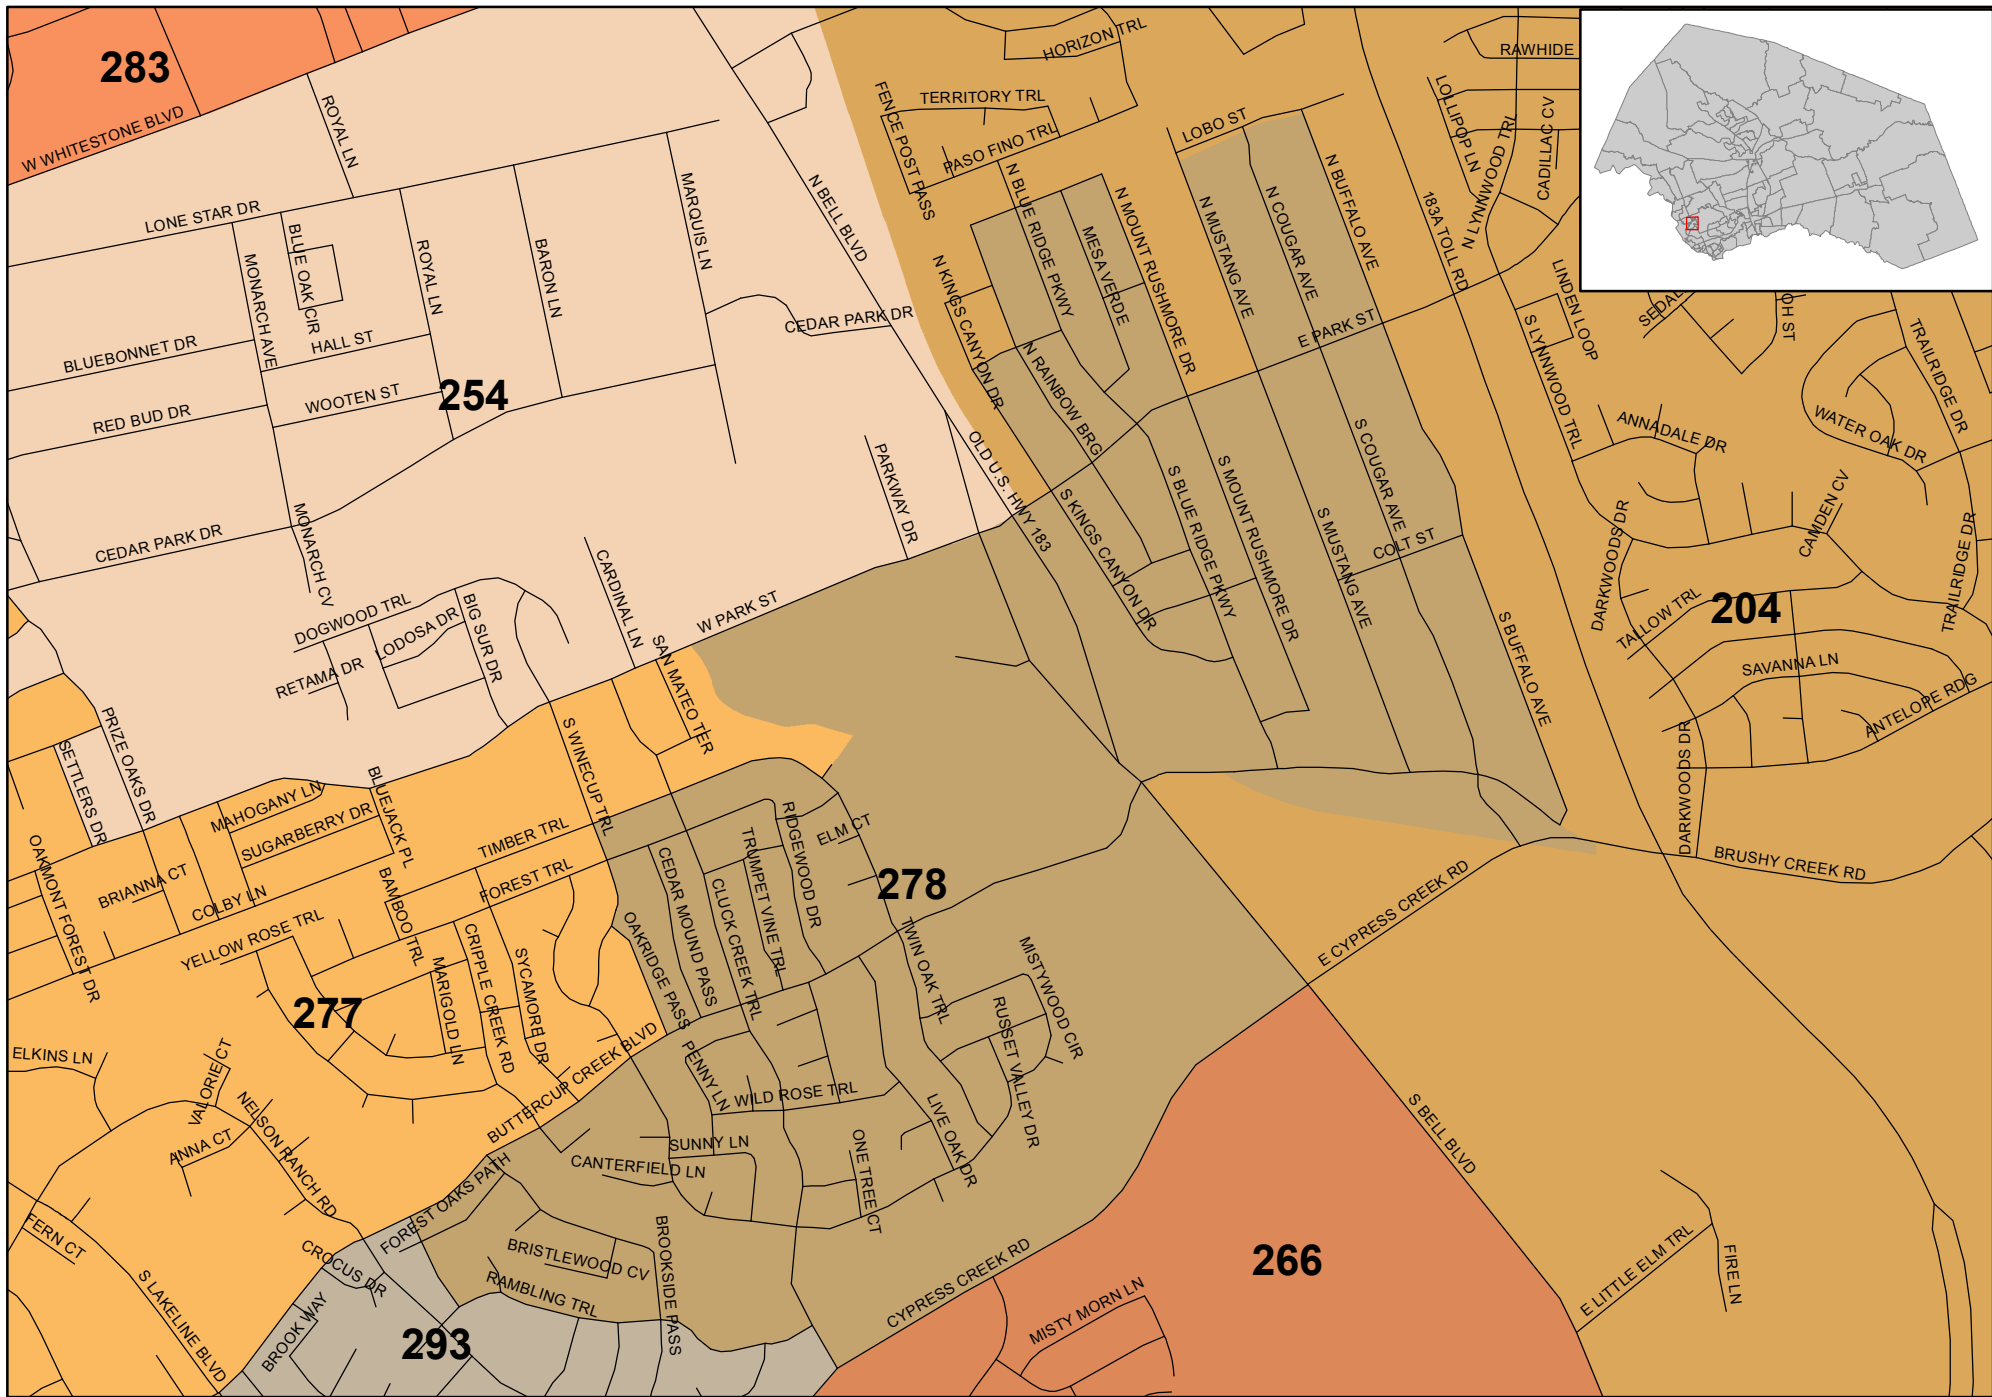 283
W WHITESTONE BLVD
ROYAL LN
LONE STAR DR
BLUE OAK CIR
MONARCH AVE
ROYAL LN
BARON LN
MARQUIS LN
N BELL BLVD
CEDAR PARK DR
HALL ST
BLUEBONNET DR
WOOTEN ST
254
RED BUD DR
CEDAR PARK DR
MONARCH CV
PARKWAY DR
OLD U.S. HWY 183
CARDINAL LN
W PARK ST
DOGWOOD TRL
LODOSA DR
BIG SUR DR
RETAMA DR
SAN MATEO TER
HORIZON TRL
TERRITORY TRL
FENCE POST PASS
PASO FINO TRL
LOBO ST
N BLUE RIDGE PKWY
MESA VERDE
N MOUNT RUSHMORE DR
N MUSTANG AVE
N COUGAR AVE
N BUFFALO AVE
183A TOLL RD
N KINGS CANYON DR
N RAINBOW BRG
E PARK ST
RAWHIDE
LOLLIPOP LN
N LYNNWOOD TRL
CADILLAC CV
LINDEN LOOP
S LYNNWOOD TRL
SEDAL
OH ST
TRAILRIDGE DR
WATER OAK DR
ANNADALE DR
CAMDEN CV
DARKWOODS DR
TALLOW TRL
204
TRAILRIDGE DR
SAVANNA LN
ANTELOPE RDG
DARKWOODS DR
BRUSHY CREEK RD
S KINGS CANYON DR
S BLUE RIDGE PKWY
S MOUNT RUSHMORE DR
S MUSTANG AVE
S COUGAR AVE
COLT ST
S BUFFALO AVE
SETTLERS DR
PRIZE OAKS DR
MAHOGANY LN
SUGARBERRY DR
BLUEJACK PL
S WINECUP TRL
TIMBER TRL
FOREST TRL
OAKMONT FOREST DR
BRIANNA CT
COLBY LN
BAMBOO TRL
YELLOW ROSE TRL
MARIGOLD LN
CRIPPLE CREEK RD
SYCAMORE DR
277
ELKINS LN
VALORIE CT
NELSON RANCH RD
ANNA CT
FERN CT
S LAKELINE BLVD
BUTTERCUP CREEK BLVD
OAKRIDGE PASS
CEDAR MOUND PASS
CLUCK CREEK TRL
TRUMPET VINE TRL
RIDGEWOOD DR
ELM CT
278
TWIN OAK TRL
MISTYWOOD CIR
RUSSET VALLEY DR
PENNY LN
WILD ROSE TRL
LIVE OAK DR
SUNNY LN
CANTERFIELD LN
ONE TREE CT
FOREST OAKS PATH
CROCUS DR
BRISTLEWOOD CV
BROOKSIDE PASS
RAMBLING TRL
BROOK WAY
293
CYPRESS CREEK RD
MISTY MORN LN
266
E CYPRESS CREEK RD
S BELL BLVD
E LITTLE ELM TRL
FIRE LN